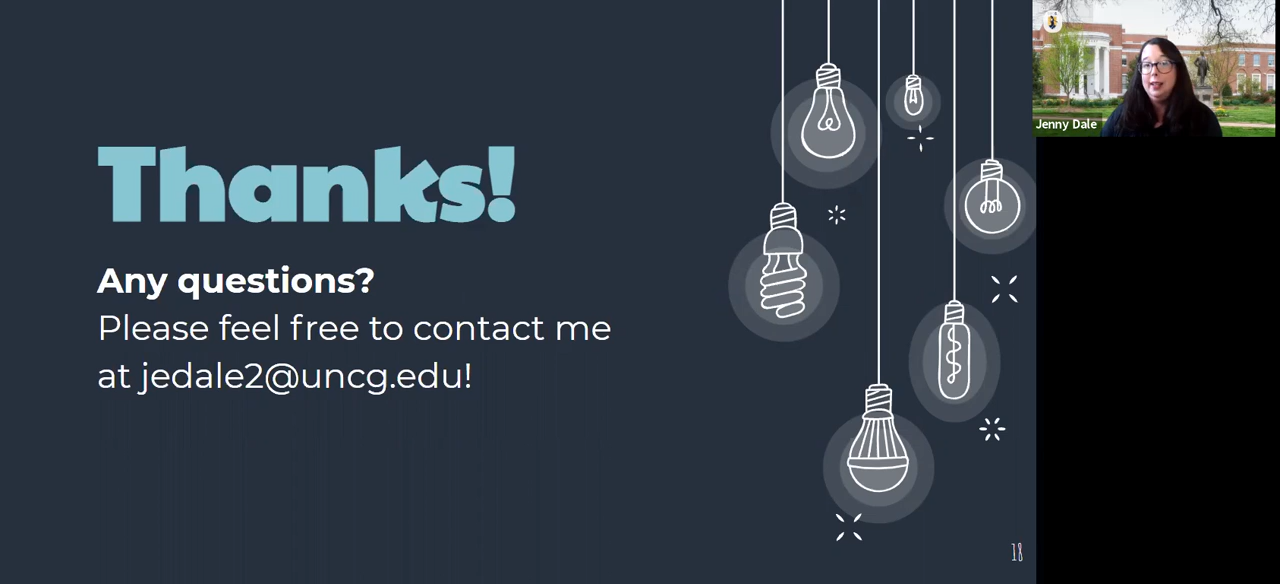 Thanks!
Any questions?
Please feel free to contact me
at jedale2@uncg.edu!
Jenny Dale
18